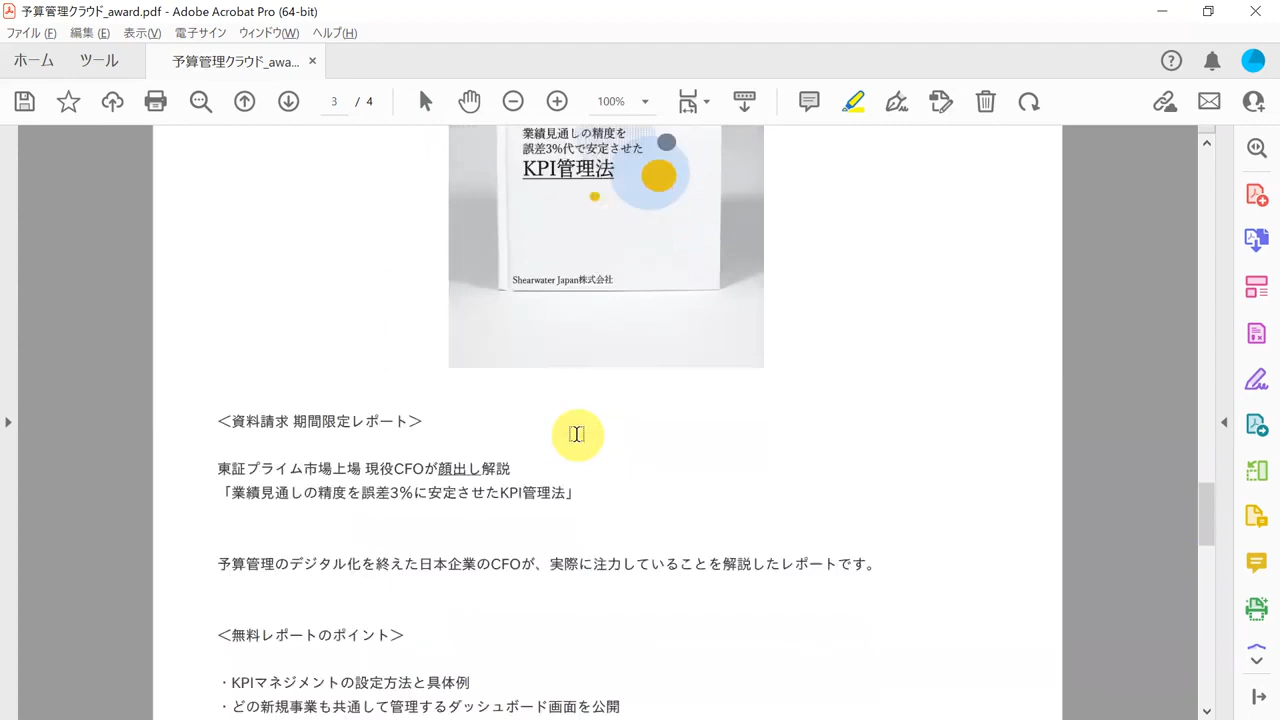 予算管理クラウド_award.pdf - Adobe Acrobat Pro (64-bit)
ファイル (F) 編集 (E) 表示(V) 電子サイン ウィンドウ(W) ヘルプ(H)
ホーム ツール 予算管理クラウド_awa... ×
3 / 4 100%
業績見通しの精度を
誤差3%代で安定させた
KPI管理法
Shearwater Japan株式会社
＜資料請求 期間限定レポート＞
東証プライム市場上場 現役CFOが顔出し解説
「業績見通しの精度を誤差3％に安定させたKPI管理法」
予算管理のデジタル化を終えた日本企業のCFOが、実際に注力していることを解説したレポートです。
＜無料レポートのポイント＞
・KPIマネジメントの設定方法と具体例
・どの新規事業も共通して管理するダッシュボード画面を公開